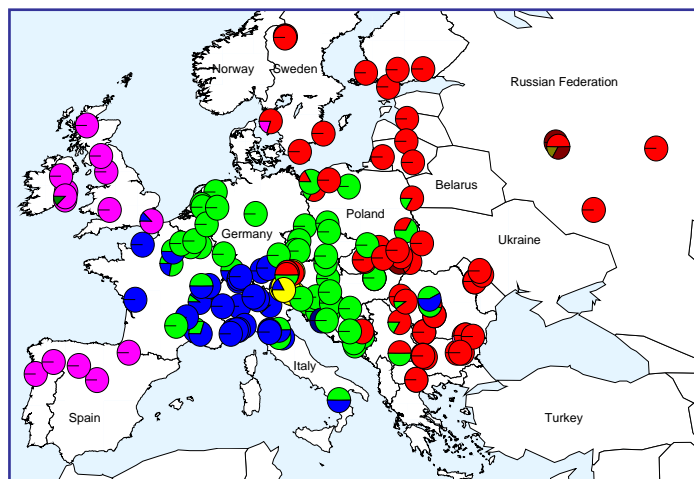 Norway
Sweden
Russian Federation
Belarus
Poland
Germany
Ukraine
Italy
Spain
Turkey